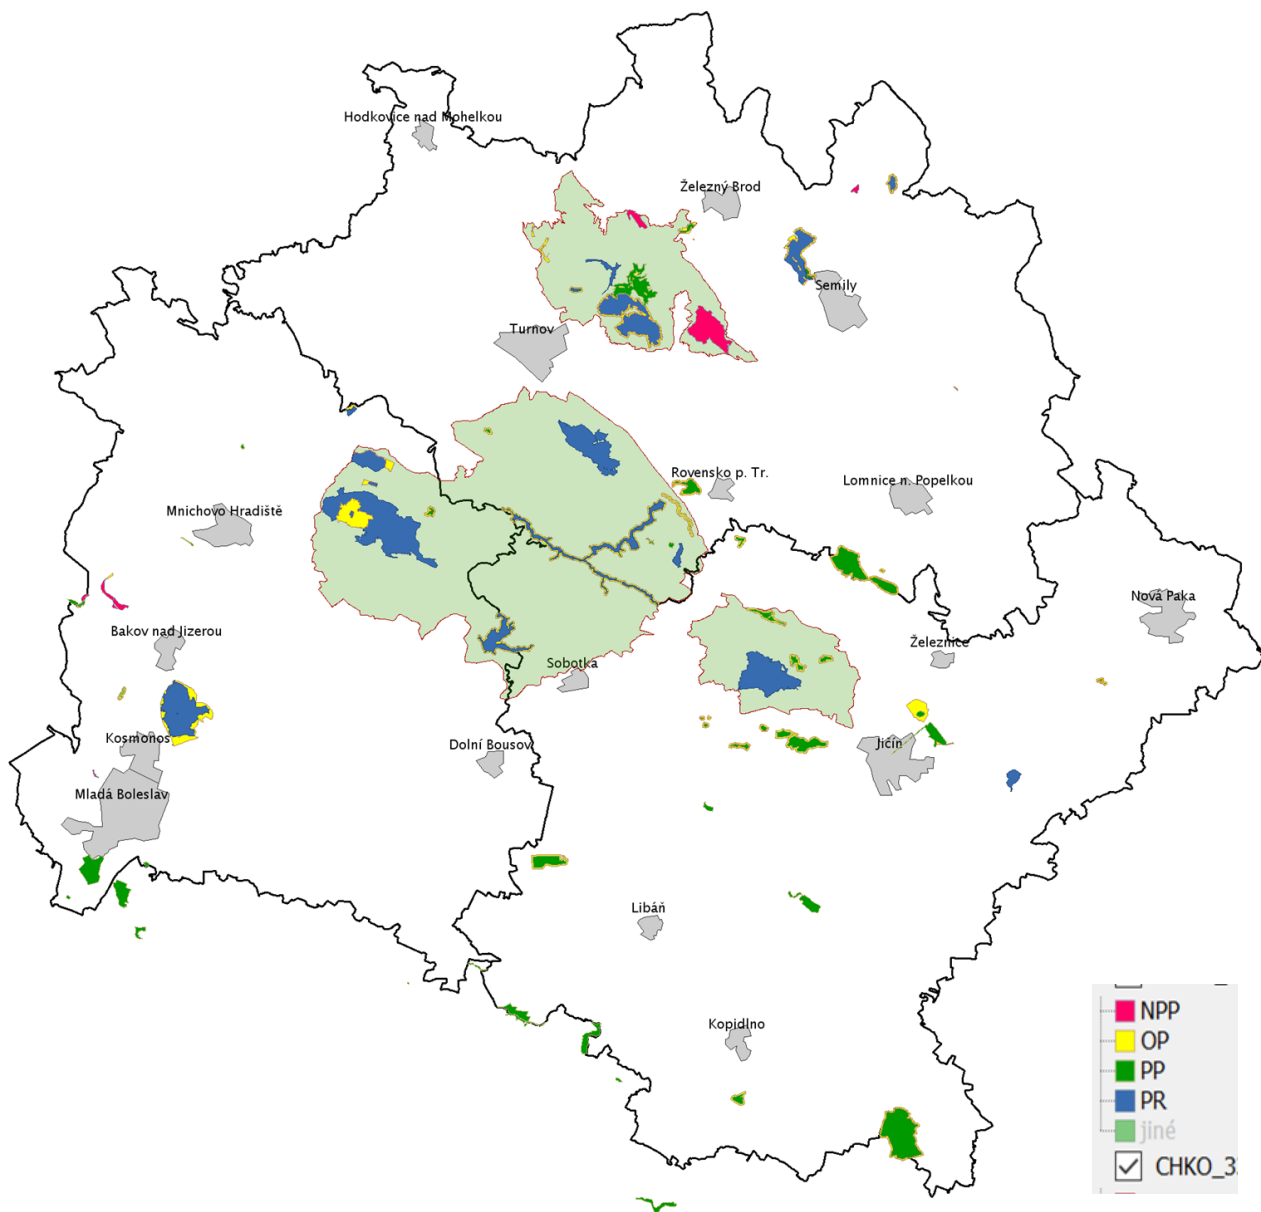 Hodkovice nad Mohelkou
Železný Brod
Semily
Turnov
Rovensko p. Tr.
Lomnice n. Popelkou
Mnichovo Hradiště
Nová Paka
Bakov nad Jizerou
Železnice
Sobotka
Kosmonos
Dolní Bousov
Jičín
Mladá Boleslav
Libáň
Kopidlno
NPP
OP
PP
PR
jiné
CHKO_3